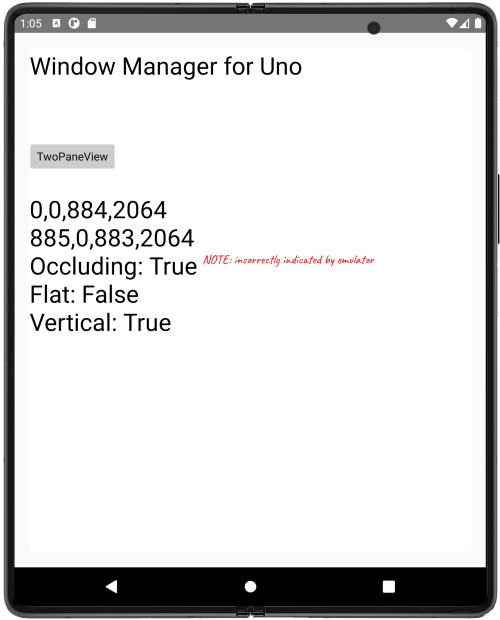 1:05
Window Manager for Uno
TwoPaneView
0,0,884,2064
885,0,883,2064
Occluding: True NOTE: incorrectly indicated by emulator
Flat: False
Vertical: True